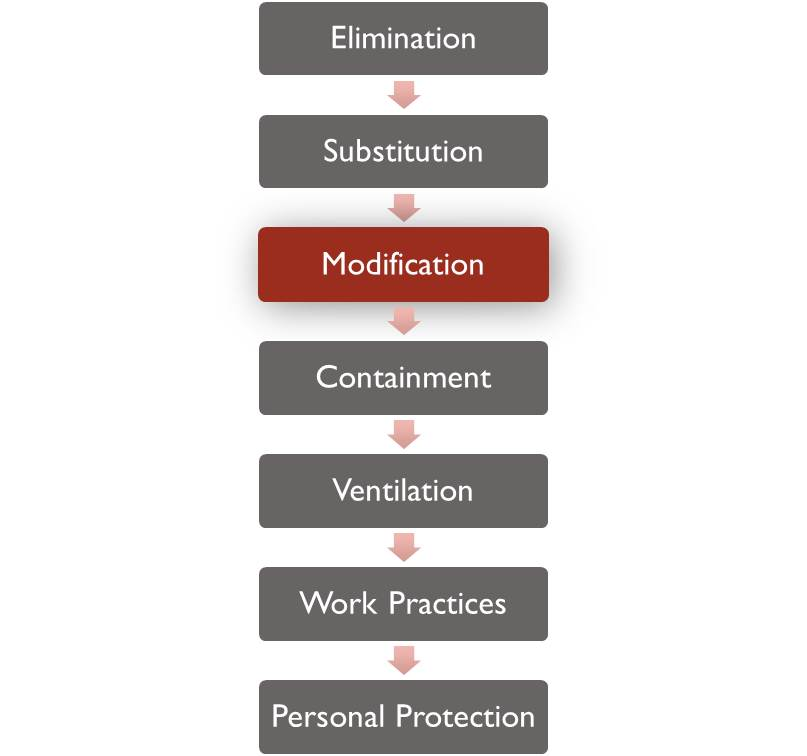 Elimination
Substitution
Modification
Containment
Ventilation
Work Practices
Personal Protection